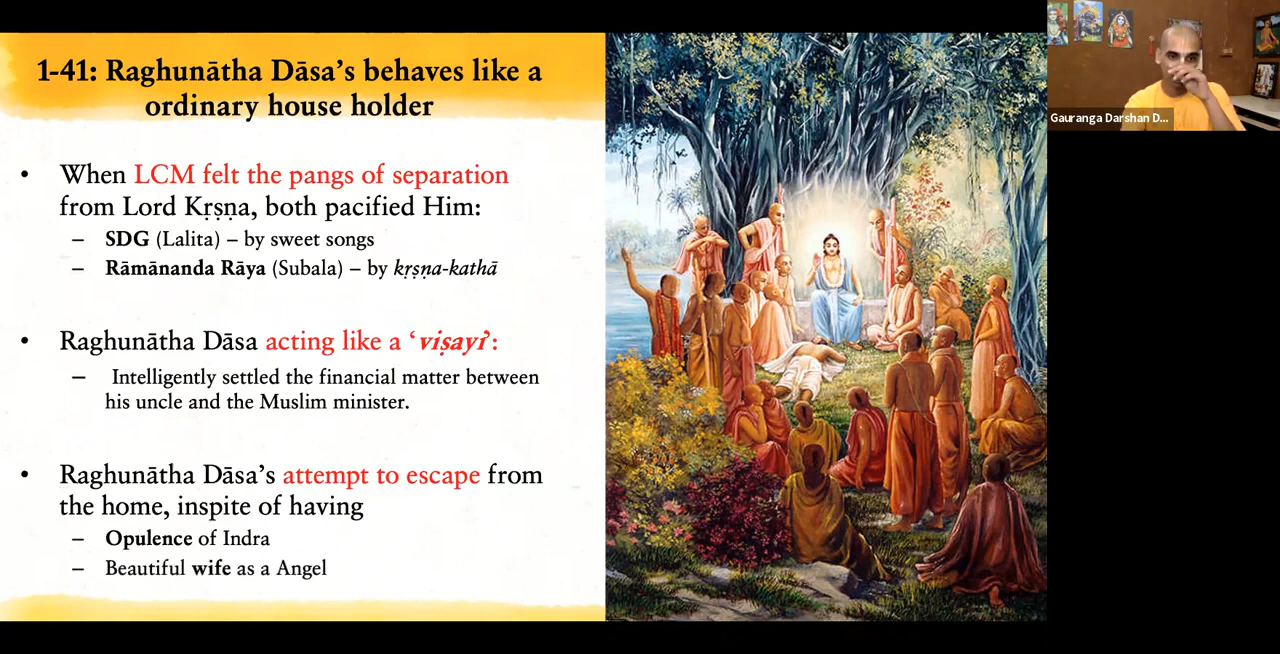 1-41: Raghunātha Dāsa’s behaves like a
ordinary house holder
• When LCM felt the pangs of separation
from Lord Kṛṣṇa, both pacified Him:
– SDG (Lalita) – by sweet songs
– Rāmānanda Rāya (Subala) – by kṛṣṇa-kathā
• Raghunātha Dāsa acting like a ‘viṣayī’:
– Intelligently settled the financial matter between
his uncle and the Muslim minister.
• Raghunātha Dāsa’s attempt to escape from
the home, inspite of having
– Opulence of Indra
– Beautiful wife as a Angel
Gauranga Darshan D...